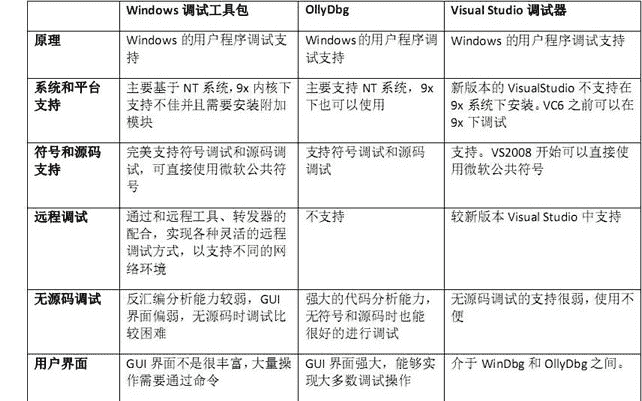 Windows 调试工具包
OllyDbg
Visual Studio 调试器
原理
Windows 的用户程序调试支
持
Windows的用户程序调
试支持
Windows 的用户程序调试支持
系统和平台
支持
主要基于 NT 系统，9x 内核下
支持不佳并且需要安装附加
模块
主要支持 NT 系统，9x
下也可以使用
新版本的 VisualStudio 不支持在
9x 系统下安装。VC6 之前可以在
9x 下调试
符号和源码
支持
完美支持符号调试和源码调
试，可直接使用微软公共符
号
支持符号调试和源码
调试
支持。VS2008 开始可以直接使
用微软公共符号
远程调试
通过和远程工具、转发器的
配合，实现各种灵活的远程
调试方式，以支持不同的网
络环境
不支持
较新版本 Visual Studio 中支持
无源码调试
反汇编分析能力较弱，GUI
界面偏弱，无源码时调试比
较困难
强大的代码分析能力，
无符号和源码时也能
很好的进行调试
无源码调试的支持很弱，使用不
便
用户界面
GUI 界面不是很丰富，大量操
作需要通过命令
GUI 界面强大，能够实
现大多数调试操作
介于 WinDbg 和 OllyDbg 之间。